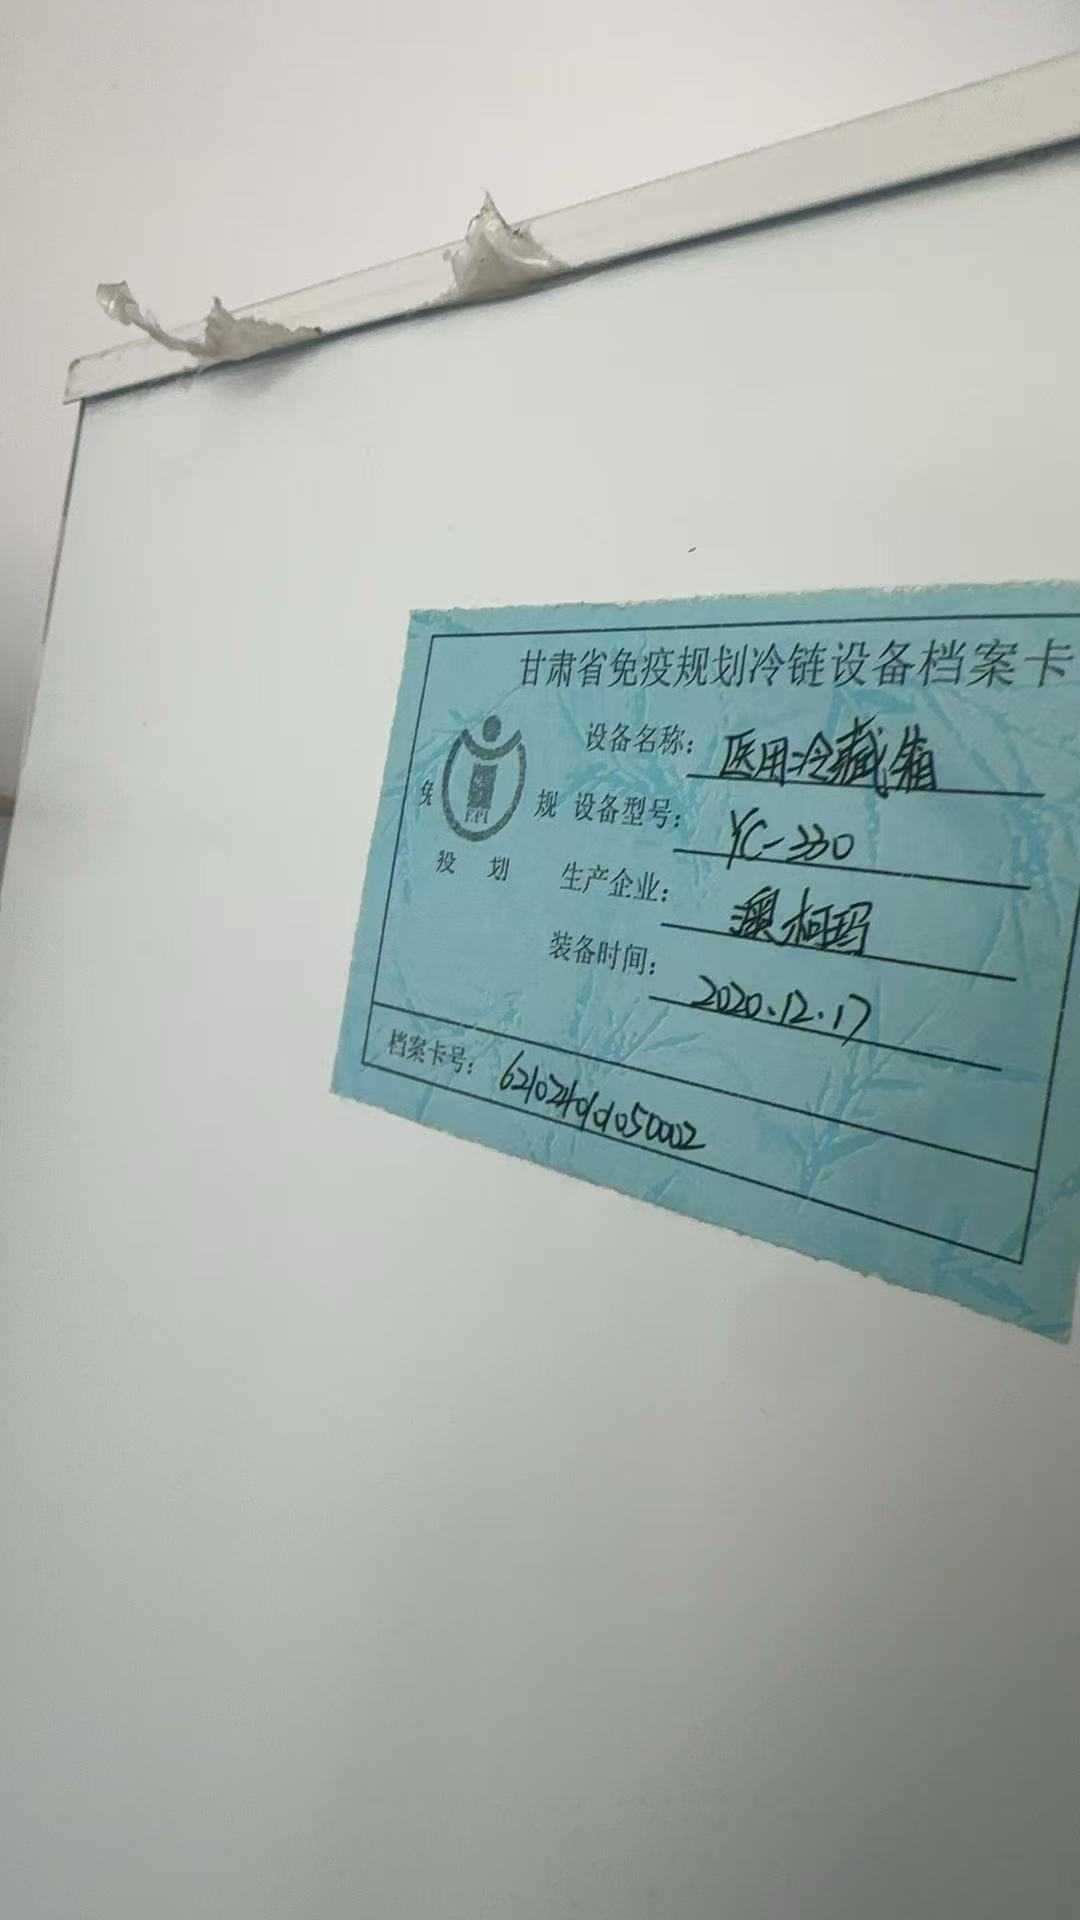 甘肃省免疫规划冷链设备档案卡
设备名称: 医用冷藏箱
免 EPI 规 设备型号: YC-330
疫 划 生产企业: 澳柯玛
装备时间: 2020.12.17
档案卡号: 6210240101050002